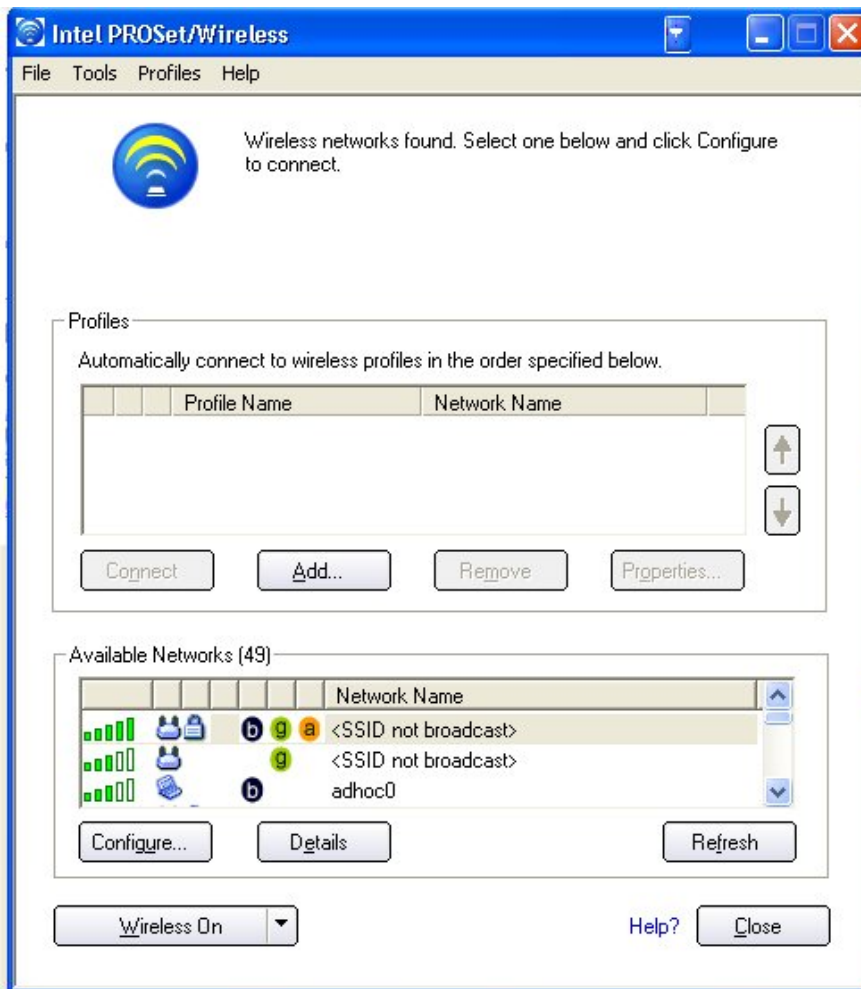 Intel PROSet/Wireless
File Tools Profiles Help
Wireless networks found. Select one below and click Configure
to connect.
Profiles
Automatically connect to wireless profiles in the order specified below.
Profile Name Network Name
Connect Add... Remove Properties...
Available Networks (49)
Network Name
b g a <SSID not broadcast>
g <SSID not broadcast>
b adhoc0
Configure... Details Refresh
Wireless On Help? Close